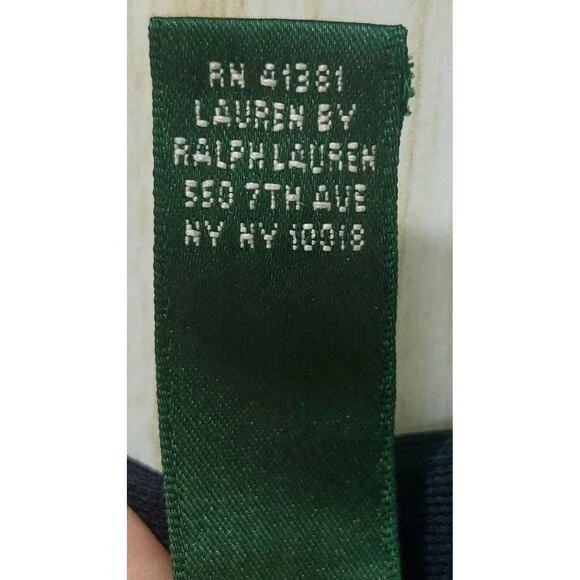 RN 41381
LAUREN BY
RALPH LAUREN
550 7TH AVE
NY NY 10018